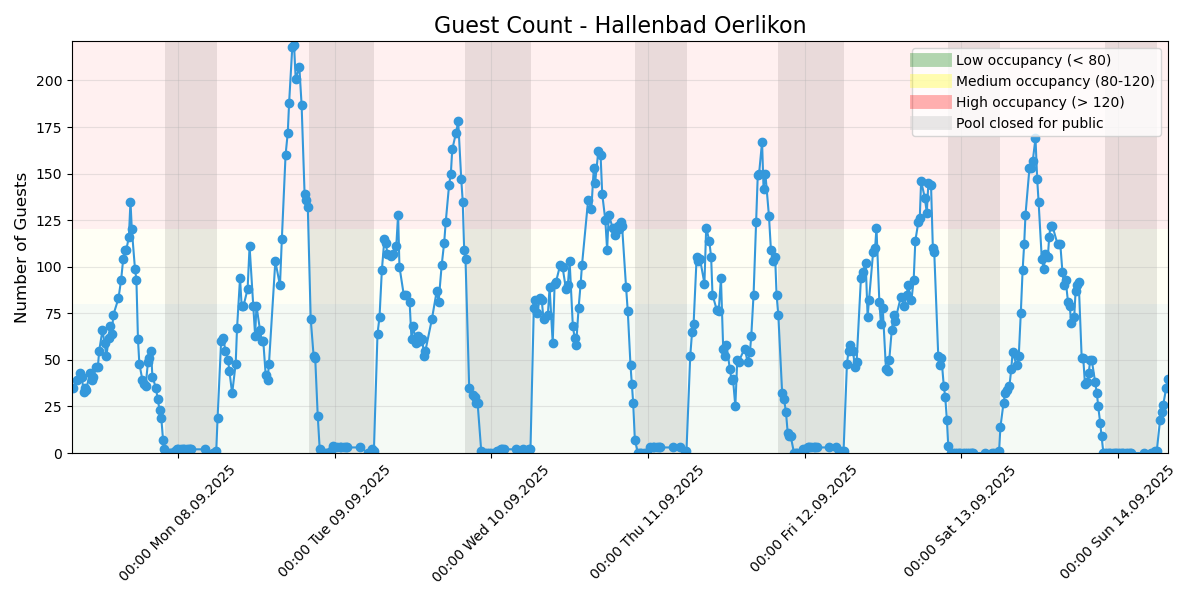 Guest Count - Hallenbad Oerlikon
Number of Guests
200
175
150
125
100
75
50
25
0
Low occupancy (< 80)
Medium occupancy (80-120)
High occupancy (> 120)
Pool closed for public
00:00 Mon 08.09.2025
00:00 Tue 09.09.2025
00:00 Wed 10.09.2025
00:00 Thu 11.09.2025
00:00 Fri 12.09.2025
00:00 Sat 13.09.2025
00:00 Sun 14.09.2025